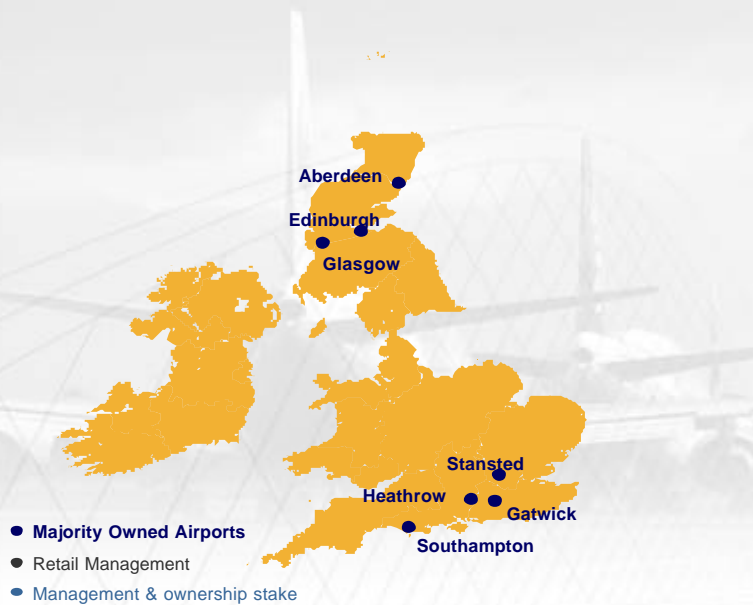 Aberdeen
Edinburgh
Glasgow
Stansted
Heathrow
Gatwick
Southampton
Majority Owned Airports
Retail Management
Management & ownership stake